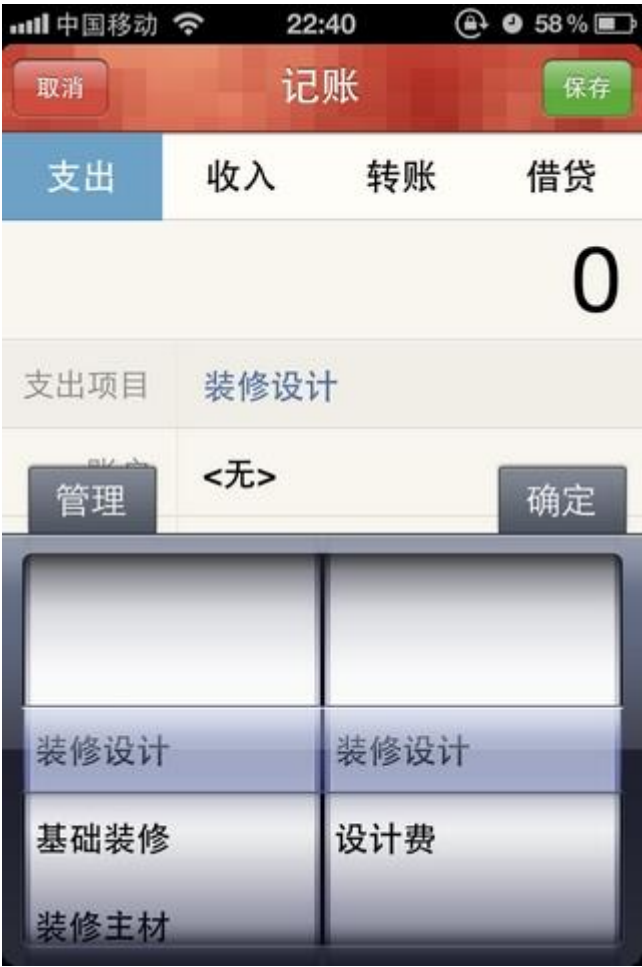 中国移动 22:40 58%
取消 记账 保存
支出 收入 转账 借贷
0
支出项目 装修设计
账户 <无>
管理 确定
装修设计 装修设计
基础装修 设计费
装修主材